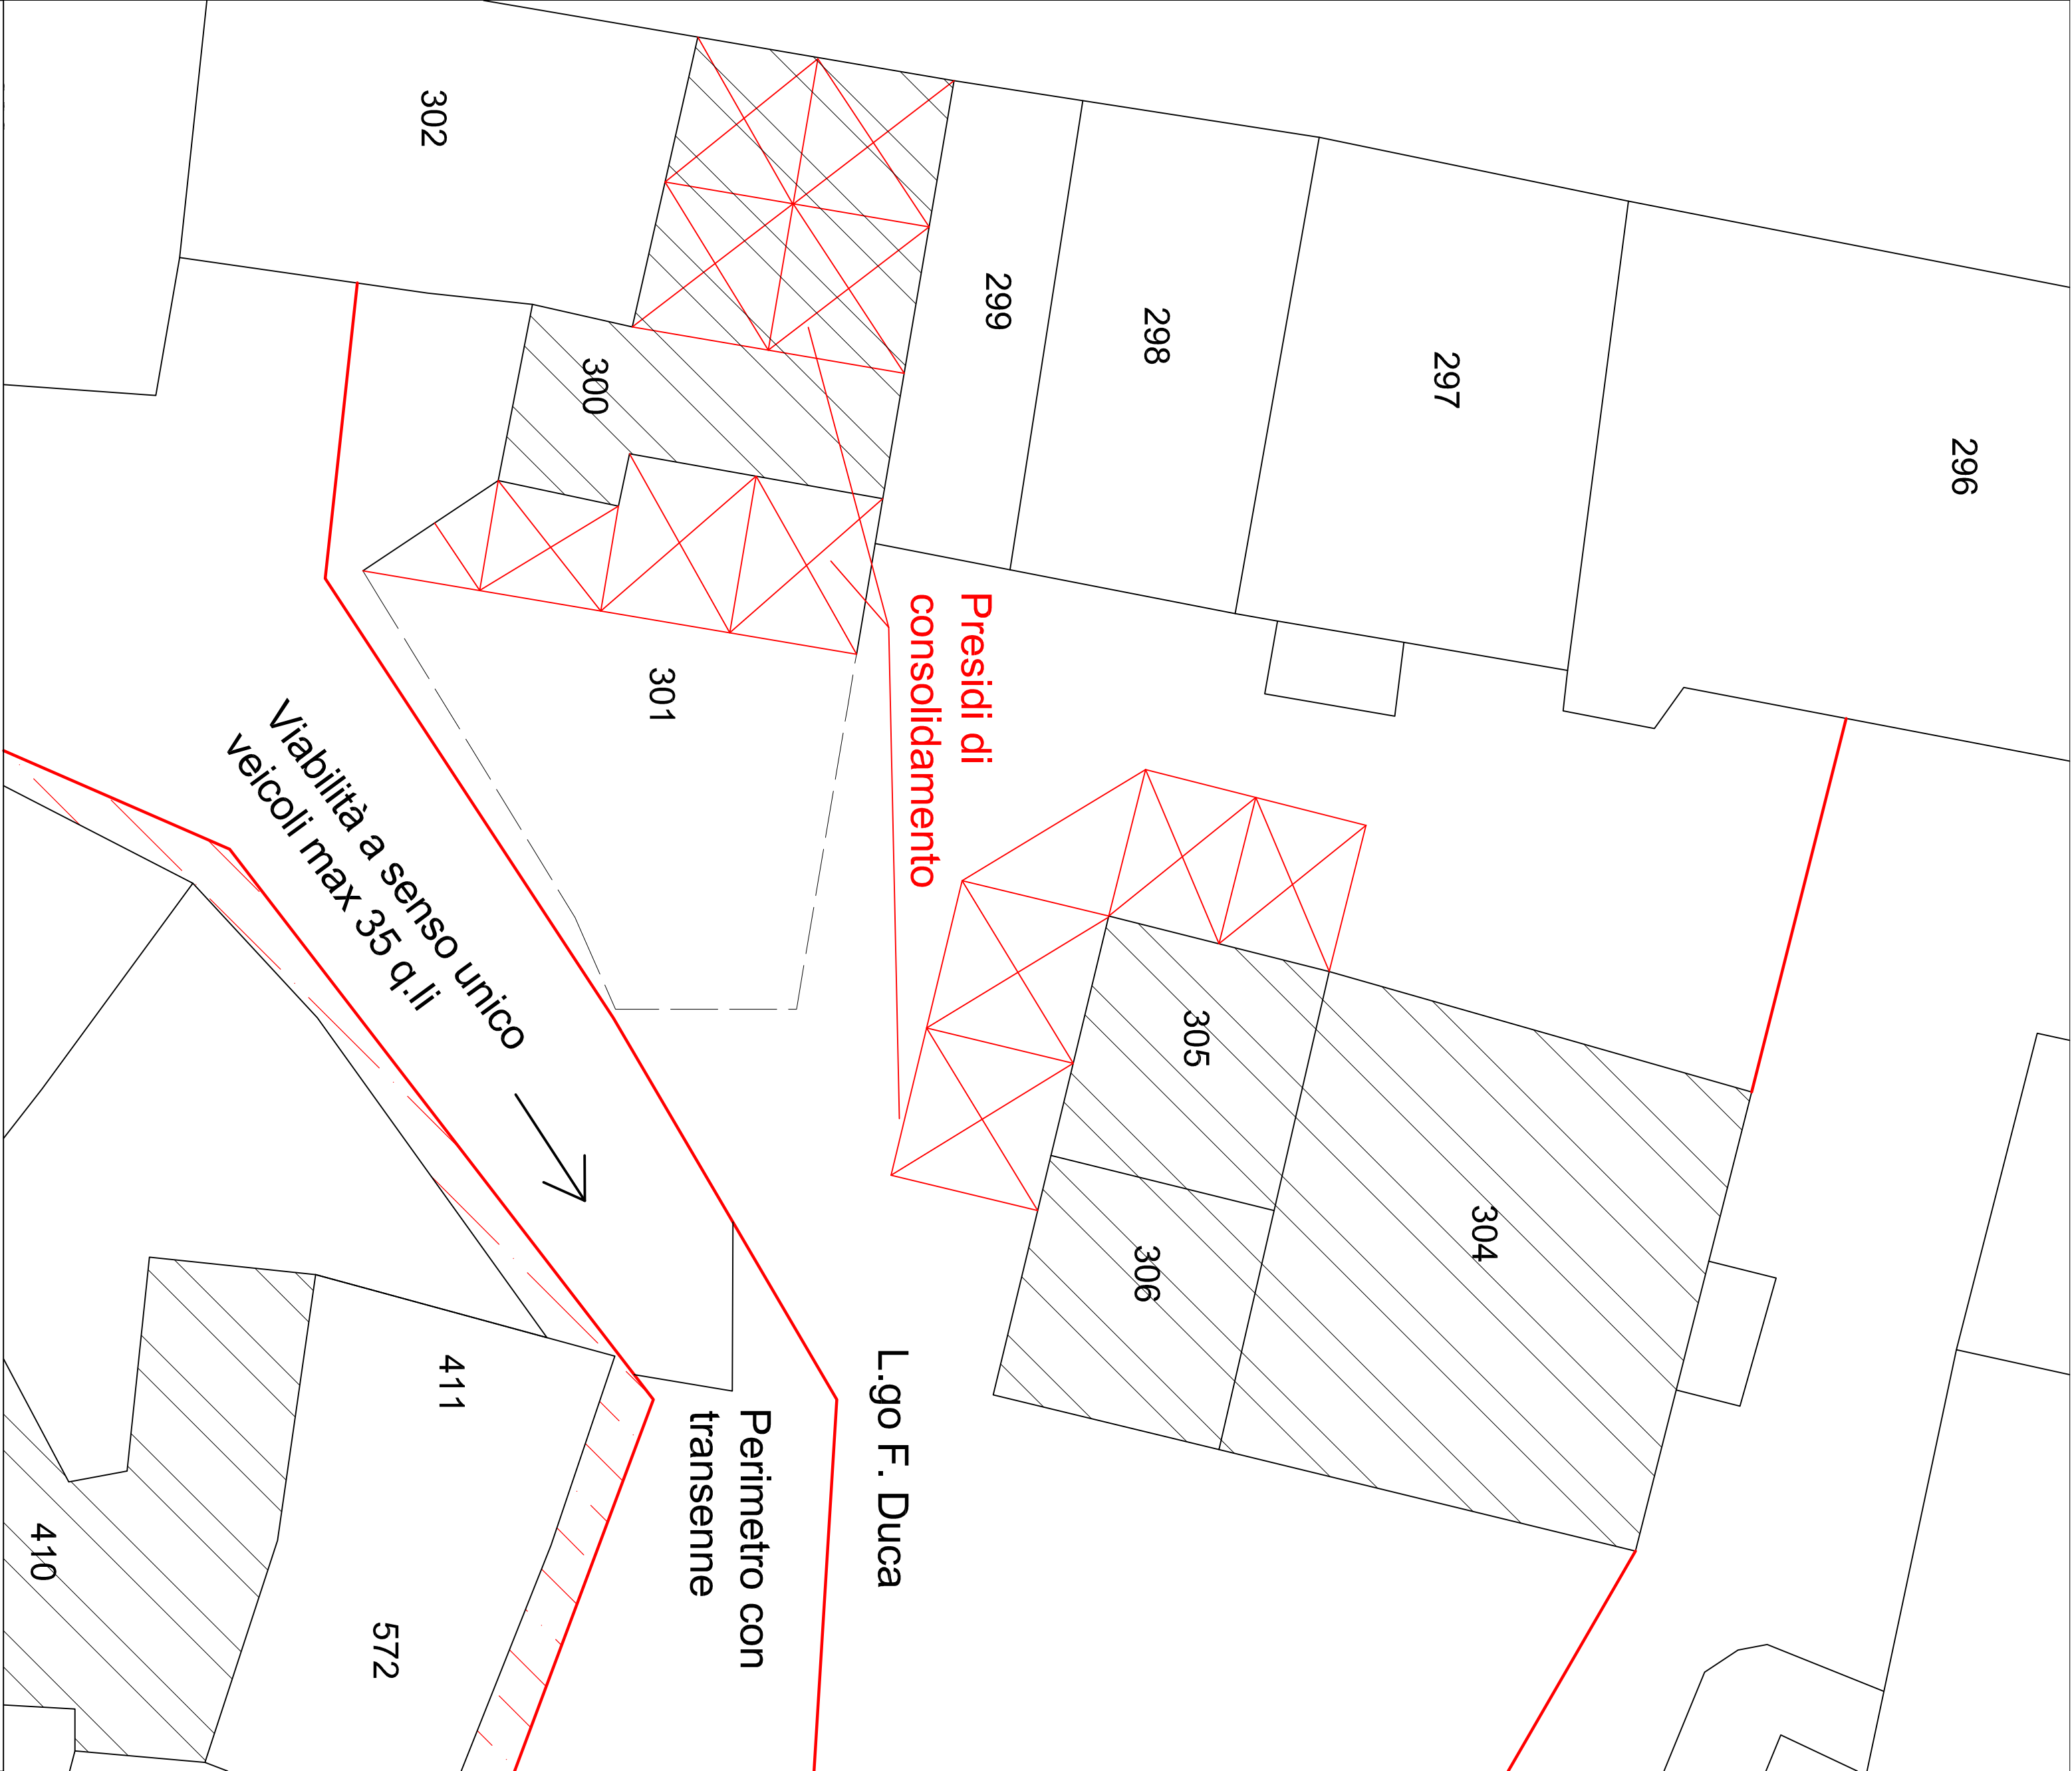 296
297
298
299
302
300
301
Presidi di
consolidamento
Viabilità a senso unico
veicoli max 35 q.li
305
304
306
L.go F. Duca
Perimetro con
transenne
411
410
572